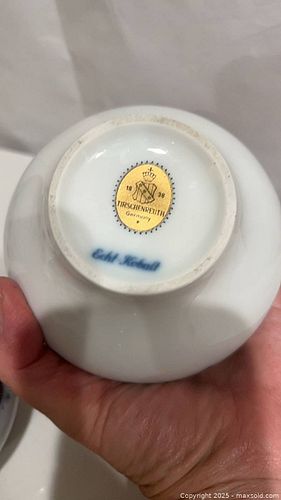 18 38
TIRSCHENREUTH
Germany
Echt Kobalt
Copyright 2025 - maxsold.com